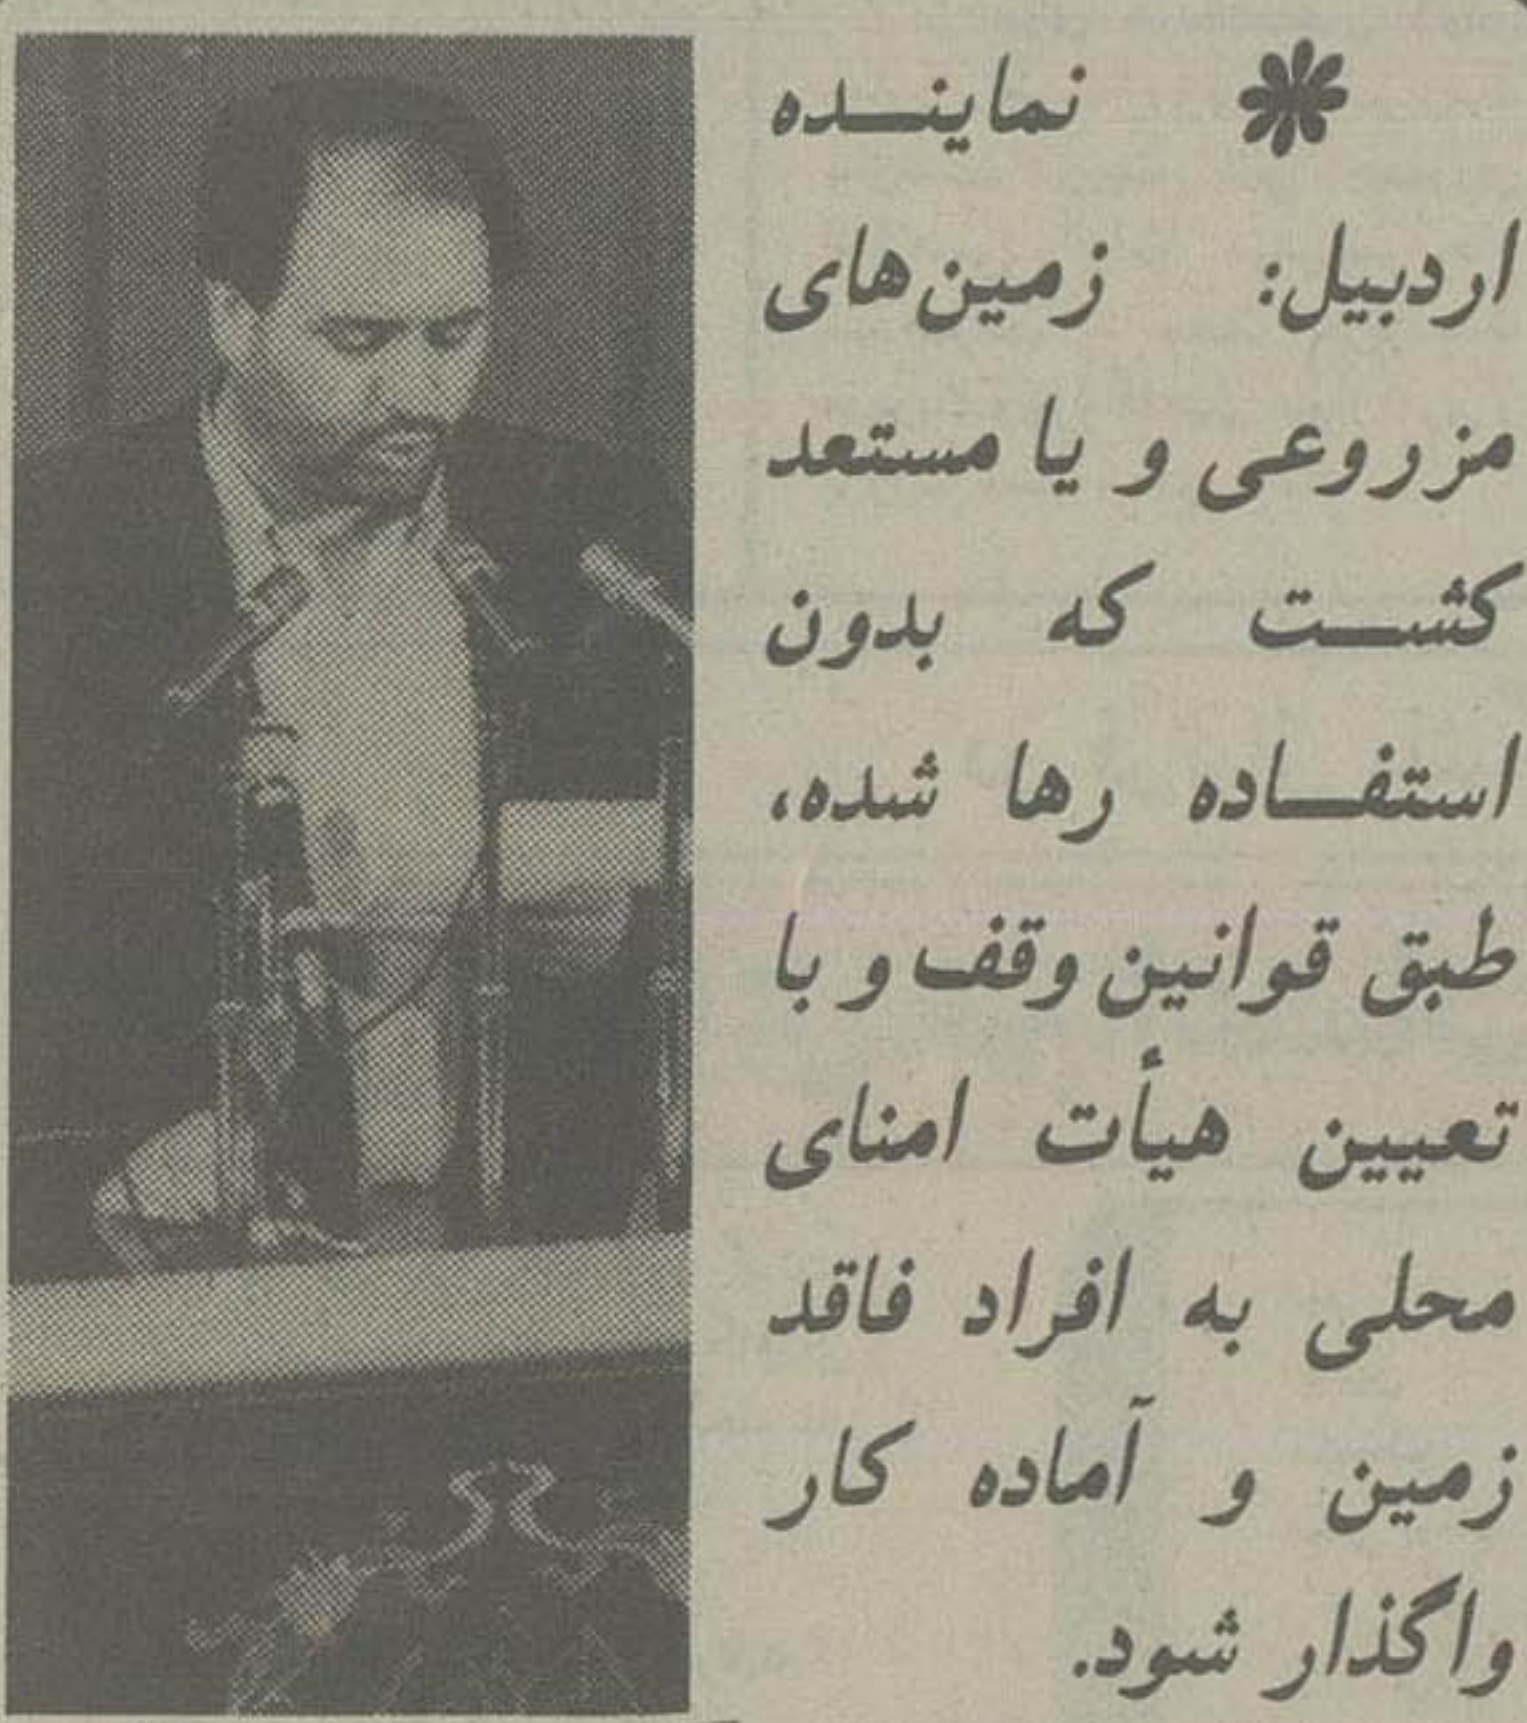 نماینده
اردبیل: زمین‌های
مزروعی و یا مستعد
کشت که بدون
استفاده رها شده،
طبق قوانین وقف و با
تعیین هیأت امنای
محلی به افراد فاقد
زمین و آماده کار
واگذار شود.